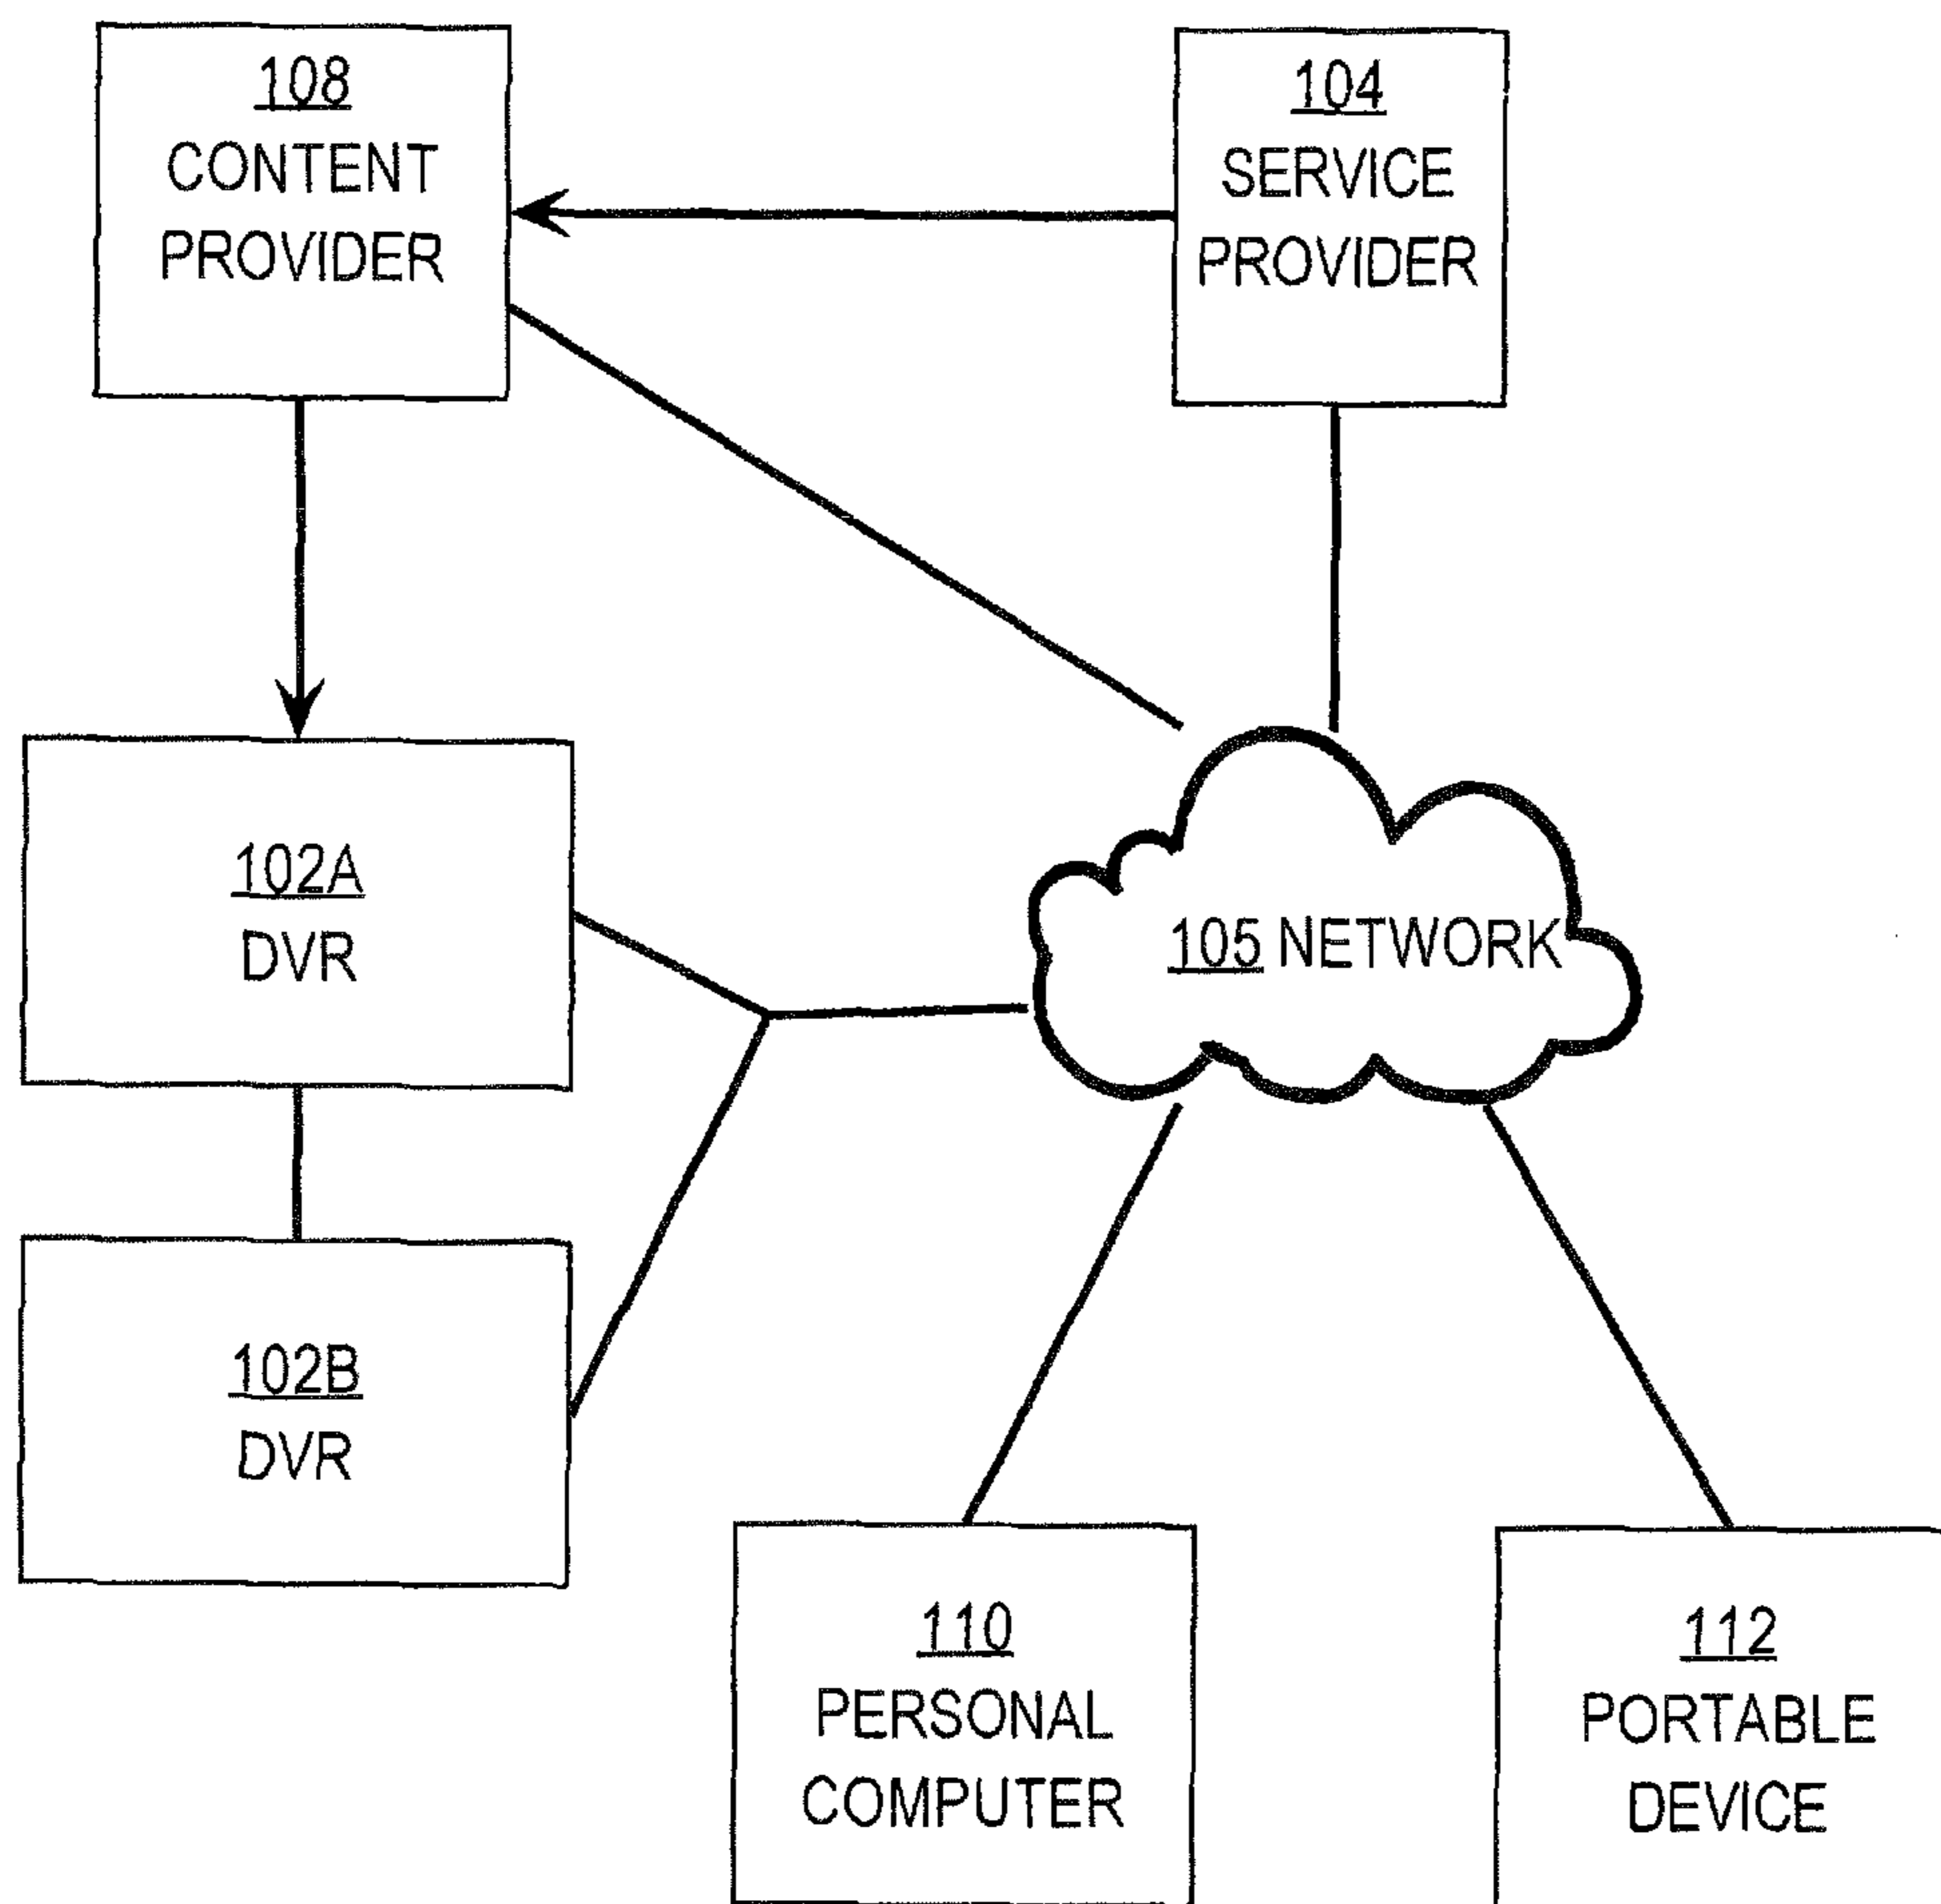 108
CONTENT
PROVIDER
104
SERVICE
PROVIDER
102A
DVR
105 NETWORK
102B
DVR
110
PERSONAL
COMPUTER
112
PORTABLE
DEVICE